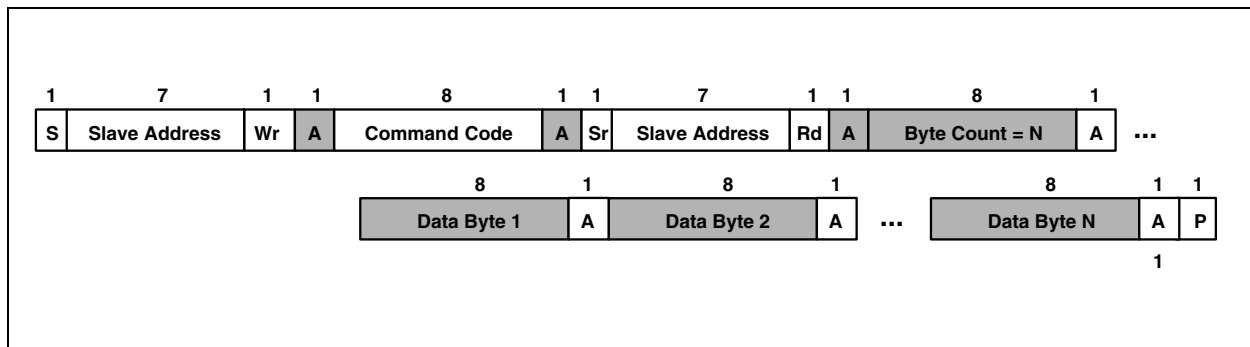 1 7 1 1 8 1 1 7 1 1 8 1
S Slave Address Wr A Command Code A Sr Slave Address Rd A Byte Count = N A ...
8 1 8 1 8 1 1
Data Byte 1 A Data Byte 2 A ... Data Byte N A P
1